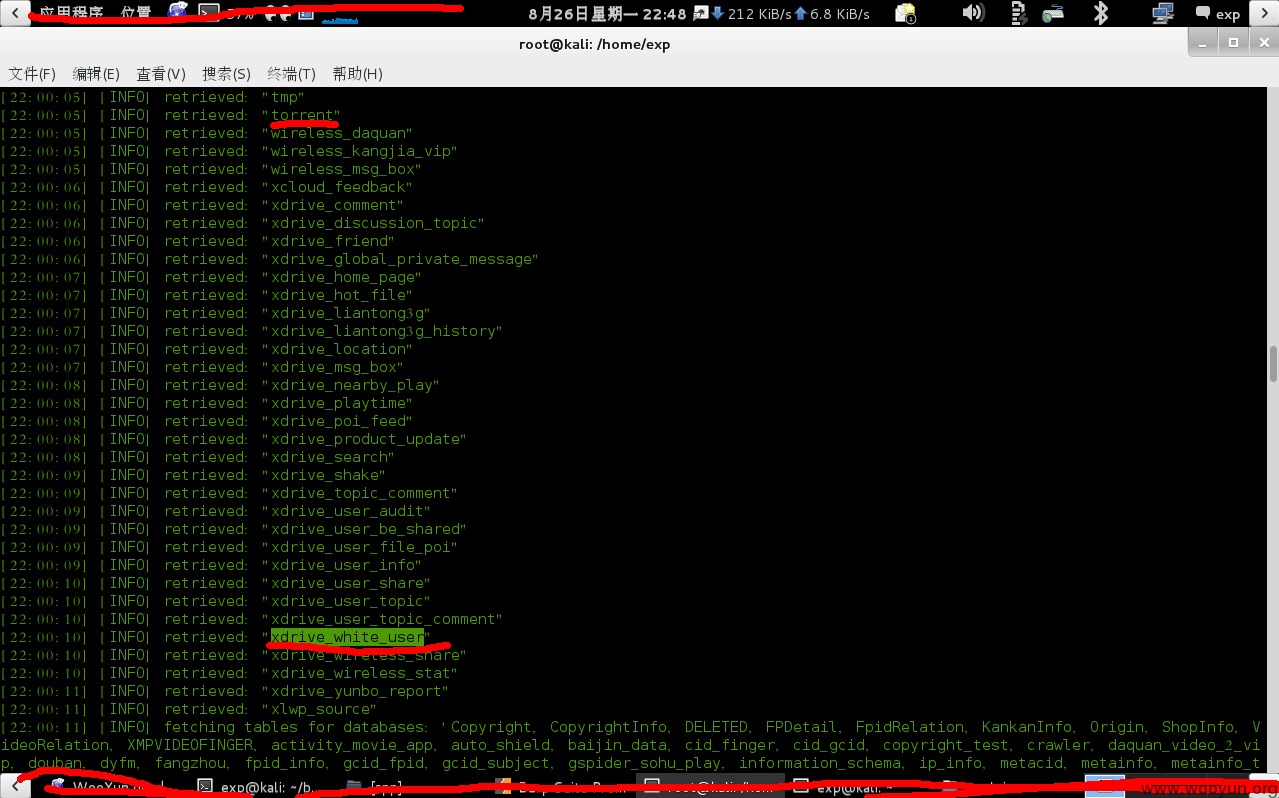 应用程序 位置 57% 8月26日星期一 22:48 212 KiB/s 6.8 KiB/s 1 exp
root@kali: /home/exp
文件(F) 编辑(E) 查看(V) 搜索(S) 终端(T) 帮助(H)
[22:00:05] [INFO] retrieved: "tmp"
[22:00:05] [INFO] retrieved: "torrent"
[22:00:05] [INFO] retrieved: "wireless_daquan"
[22:00:05] [INFO] retrieved: "wireless_kangjia_vip"
[22:00:05] [INFO] retrieved: "wireless_msg_box"
[22:00:06] [INFO] retrieved: "xcloud_feedback"
[22:00:06] [INFO] retrieved: "xdrive_comment"
[22:00:06] [INFO] retrieved: "xdrive_discussion_topic"
[22:00:06] [INFO] retrieved: "xdrive_friend"
[22:00:06] [INFO] retrieved: "xdrive_global_private_message"
[22:00:07] [INFO] retrieved: "xdrive_home_page"
[22:00:07] [INFO] retrieved: "xdrive_hot_file"
[22:00:07] [INFO] retrieved: "xdrive_liantong3g"
[22:00:07] [INFO] retrieved: "xdrive_liantong3g_history"
[22:00:07] [INFO] retrieved: "xdrive_location"
[22:00:07] [INFO] retrieved: "xdrive_msg_box"
[22:00:08] [INFO] retrieved: "xdrive_nearby_play"
[22:00:08] [INFO] retrieved: "xdrive_playtime"
[22:00:08] [INFO] retrieved: "xdrive_poi_feed"
[22:00:08] [INFO] retrieved: "xdrive_product_update"
[22:00:08] [INFO] retrieved: "xdrive_search"
[22:00:09] [INFO] retrieved: "xdrive_shake"
[22:00:09] [INFO] retrieved: "xdrive_topic_comment"
[22:00:09] [INFO] retrieved: "xdrive_user_audit"
[22:00:09] [INFO] retrieved: "xdrive_user_be_shared"
[22:00:09] [INFO] retrieved: "xdrive_user_file_poi"
[22:00:09] [INFO] retrieved: "xdrive_user_info"
[22:00:10] [INFO] retrieved: "xdrive_user_share"
[22:00:10] [INFO] retrieved: "xdrive_user_topic"
[22:00:10] [INFO] retrieved: "xdrive_user_topic_comment"
[22:00:10] [INFO] retrieved: "xdrive_white_user"
[22:00:10] [INFO] retrieved: "xdrive_wireless_share"
[22:00:10] [INFO] retrieved: "xdrive_wireless_stat"
[22:00:11] [INFO] retrieved: "xdrive_yunbo_report"
[22:00:11] [INFO] retrieved: "xlwp_source"
[22:00:11] [INFO] fetching tables for databases: 'Copyright, CopyrightInfo, DELETED, FPDetail, FpidRelation, KankanInfo, Origin, ShopInfo, V
ideoRelation, XMPVIDEOFINGER, activity_movie_app, auto_shield, baijin_data, cid_finger, cid_gcid, copyright_test, crawler, daquan_video_2_vi
p, douban, dyfm, fangzhou, fpid_info, gcid_fpid, gcid_subject, gspider_sohu_play, information_schema, ip_info, metacid, metainfo, metainfo_t
exp@kali: ~/b... exp@kali: ~
www.wooyun.org